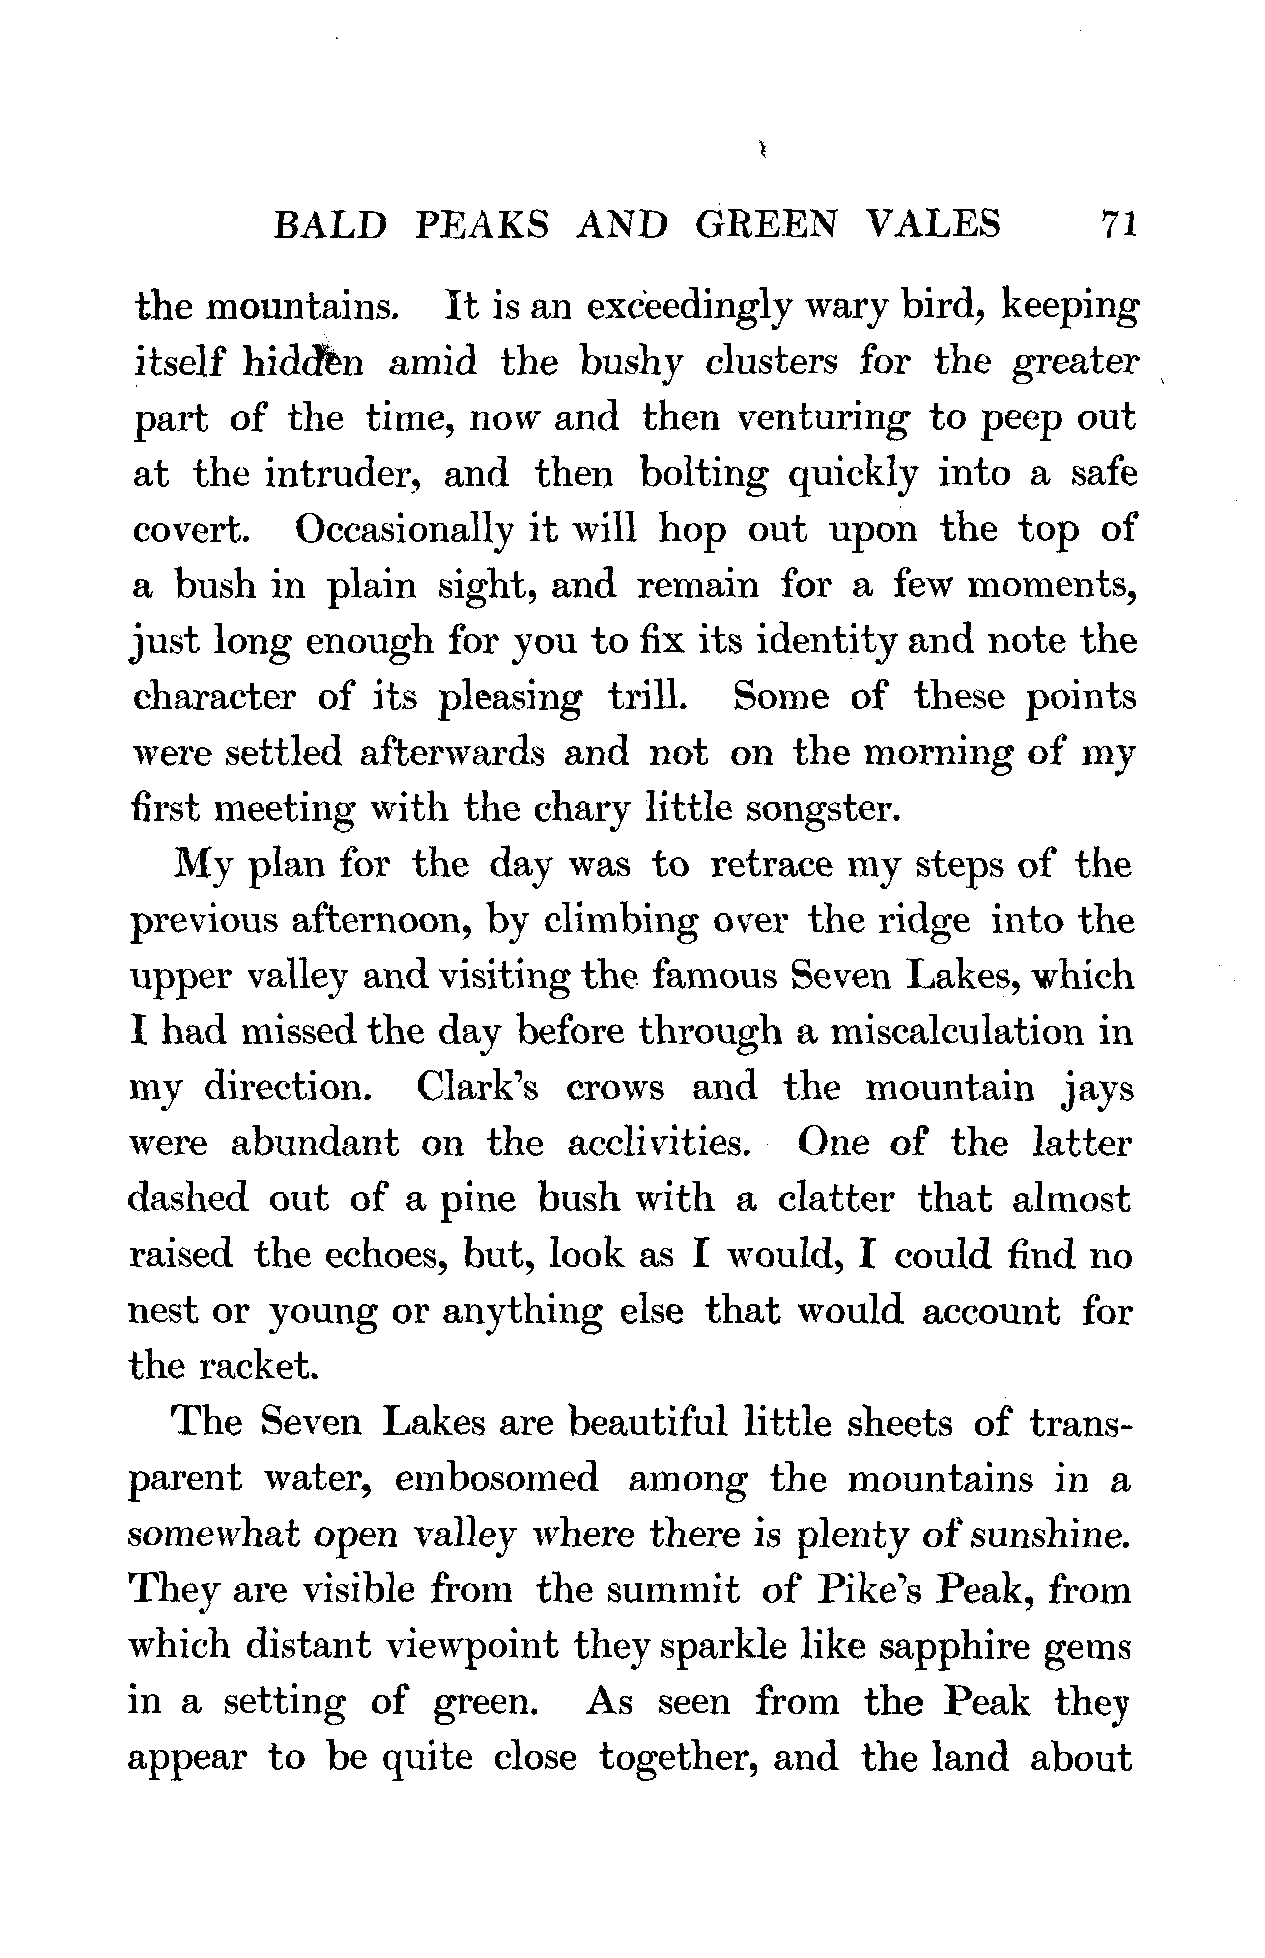 BALD PEAKS AND GREEN VALES 71
the mountains. It is an exceedingly wary bird, keeping
itself hidden amid the bushy clusters for the greater
part of the time, now and then venturing to peep out
at the intruder, and then bolting quickly into a safe
covert. Occasionally it will hop out upon the top of
a bush in plain sight, and remain for a few moments,
just long enough for you to fix its identity and note the
character of its pleasing trill. Some of these points
were settled afterwards and not on the morning of my
first meeting with the chary little songster.
My plan for the day was to retrace my steps of the
previous afternoon, by climbing over the ridge into the
upper valley and visiting the famous Seven Lakes, which
I had missed the day before through a miscalculation in
my direction. Clark's crows and the mountain jays
were abundant on the acclivities. One of the latter
dashed out of a pine bush with a clatter that almost
raised the echoes, but, look as I would, I could find no
nest or young or anything else that would account for
the racket.
The Seven Lakes are beautiful little sheets of trans-
parent water, embosomed among the mountains in a
somewhat open valley where there is plenty of sunshine.
They are visible from the summit of Pike's Peak, from
which distant viewpoint they sparkle like sapphire gems
in a setting of green. As seen from the Peak they
appear to be quite close together, and the land about